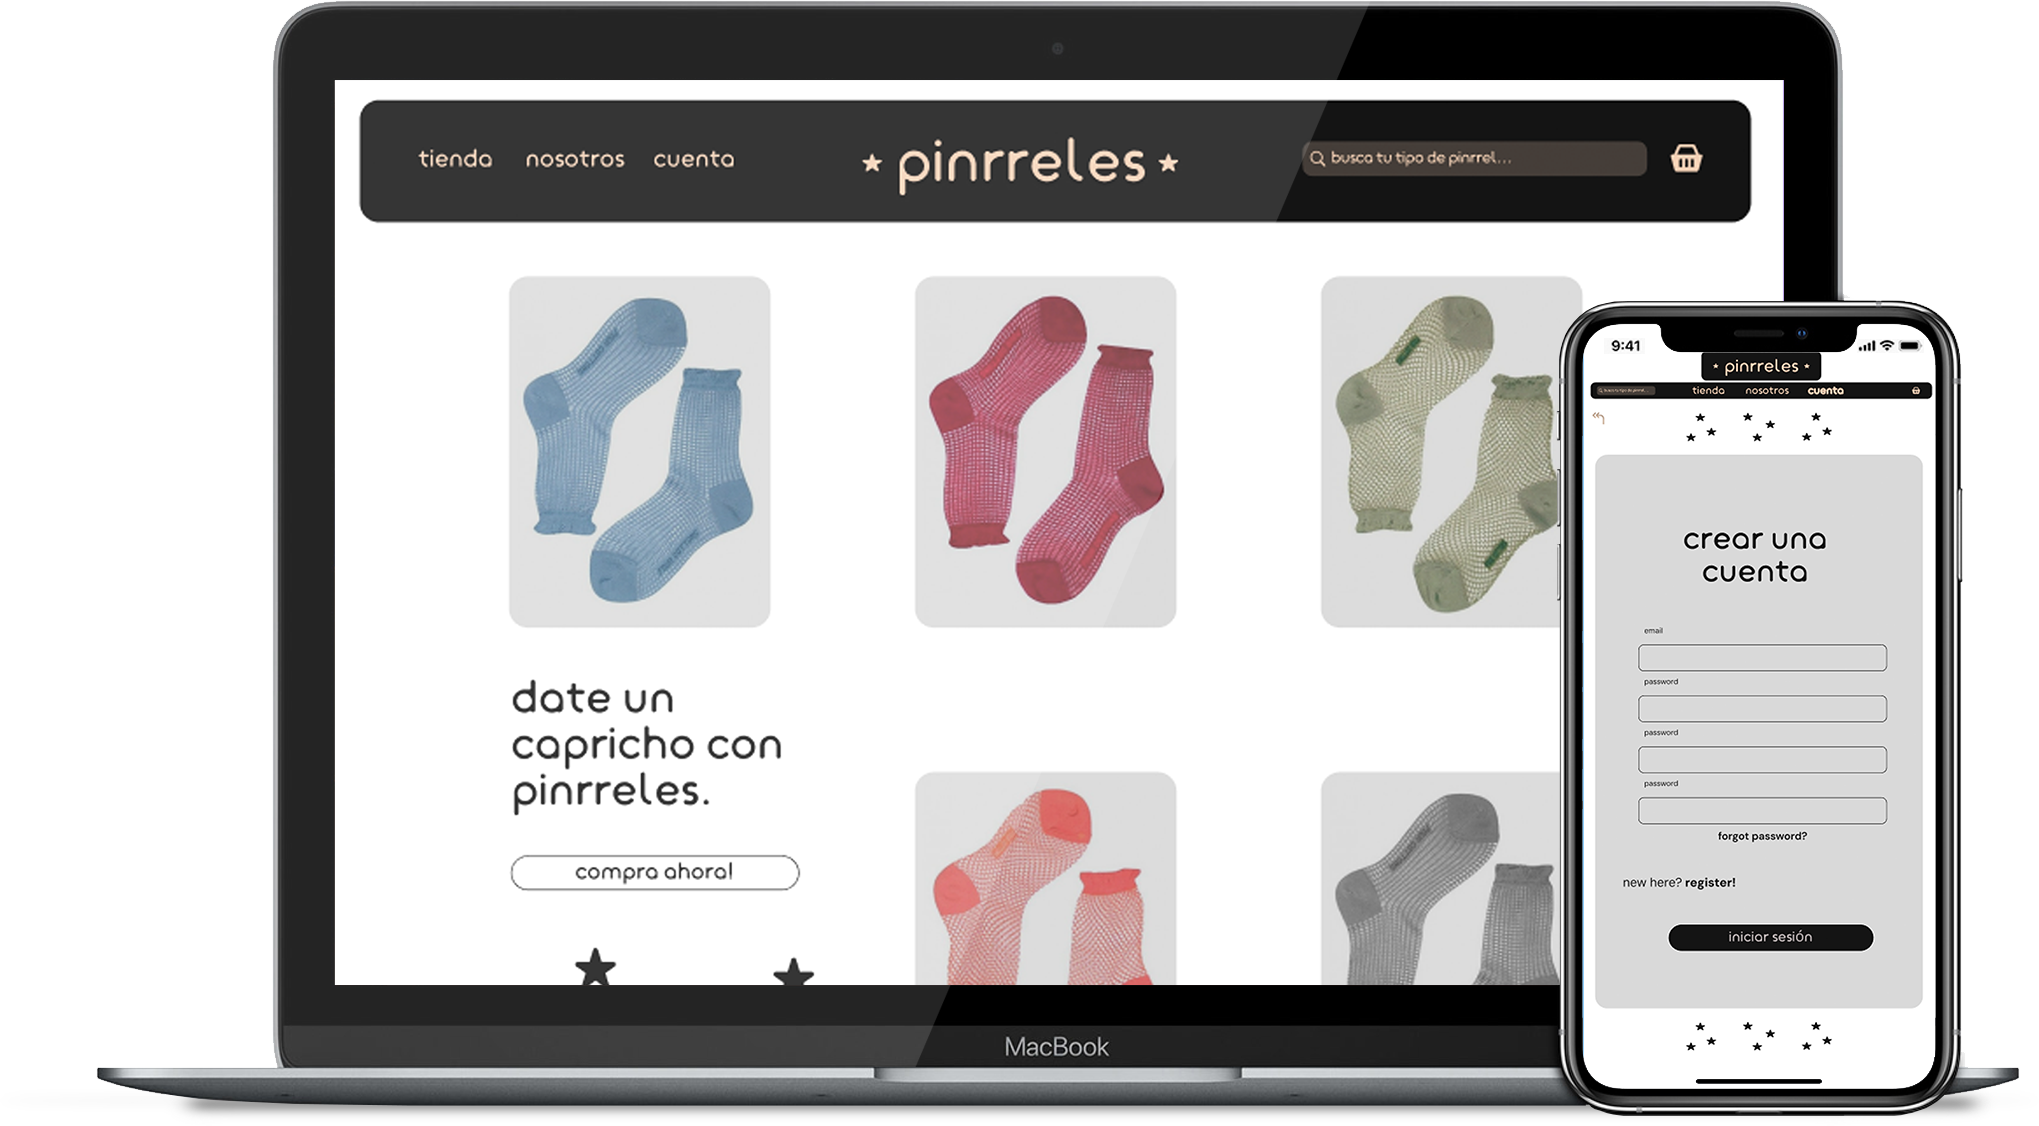 tienda nosotros cuenta
pinrreles
busca tu tipo de pinrrel...
date un
capricho con
pinrreles.
compra ahora!
MacBook
9:41
pinrreles
tienda nosotros cuenta
crear una
cuenta
email
password
password
password
forgot password?
new here? register!
iniciar sesión